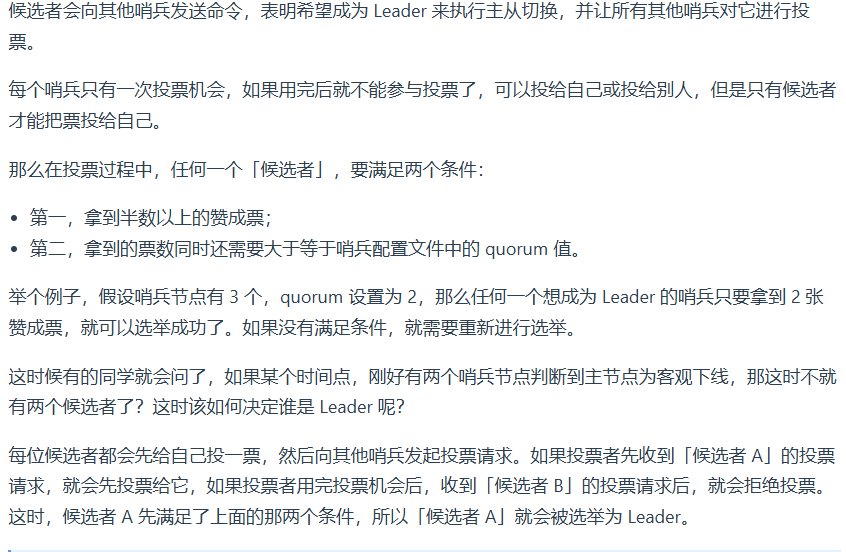 候选者会向其他哨兵发送命令，表明希望成为 Leader 来执行主从切换，并让所有其他哨兵对它进行投
票。
每个哨兵只有一次投票机会，如果用完后就不能参与投票了，可以投给自己或投给别人，但是只有候选者
才能把票投给自己。
那么在投票过程中，任何一个「候选者」，要满足两个条件：
• 第一，拿到半数以上的赞成票；
• 第二，拿到的票数同时还需要大于等于哨兵配置文件中的 quorum 值。
举个例子，假设哨兵节点有 3 个，quorum 设置为 2，那么任何一个想成为 Leader 的哨兵只要拿到 2 张
赞成票，就可以选举成功了。如果没有满足条件，就需要重新进行选举。
这时候有的同学就会问了，如果某个时间点，刚好有两个哨兵节点判断到主节点为客观下线，那这时不就
有两个候选者了？这时该如何决定谁是 Leader 呢？
每位候选者都会先给自己投一票，然后向其他哨兵发起投票请求。如果投票者先收到「候选者 A」的投票
请求，就会先投票给它，如果投票者用完投票机会后，收到「候选者 B」的投票请求后，就会拒绝投票。
这时，候选者 A 先满足了上面的那两个条件，所以「候选者 A」就会被选举为 Leader。